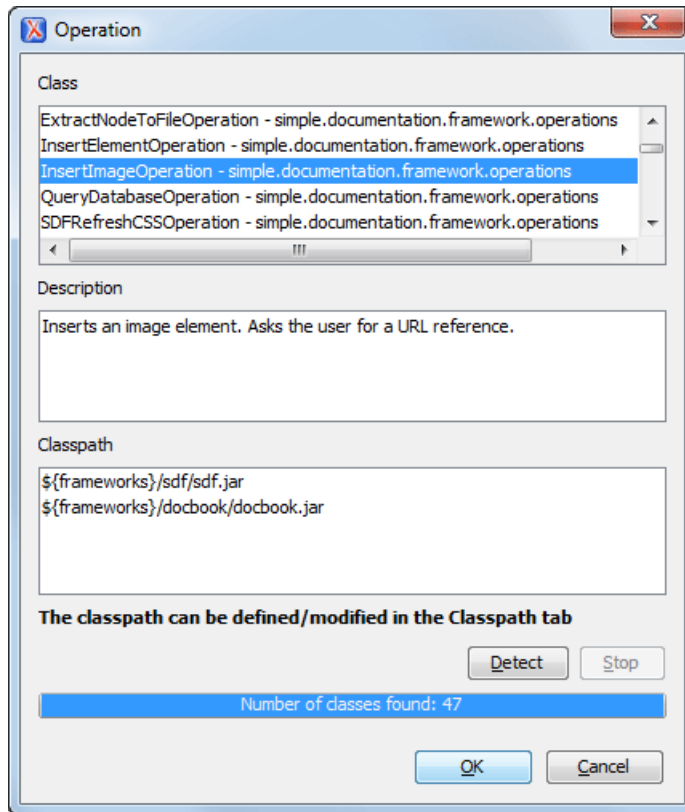 Operation
Class
ExtractNodeToFileOperation - simple.documentation.framework.operations
InsertElementOperation - simple.documentation.framework.operations
InsertImageOperation - simple.documentation.framework.operations
QueryDatabaseOperation - simple.documentation.framework.operations
SDFRefreshCSSOperation - simple.documentation.framework.operations
Description
Inserts an image element. Asks the user for a URL reference.
Classpath
${frameworks}/sdf/sdf.jar
${frameworks}/docbook/docbook.jar
The classpath can be defined/modified in the Classpath tab
Detect Stop
Number of classes found: 47
OK Cancel